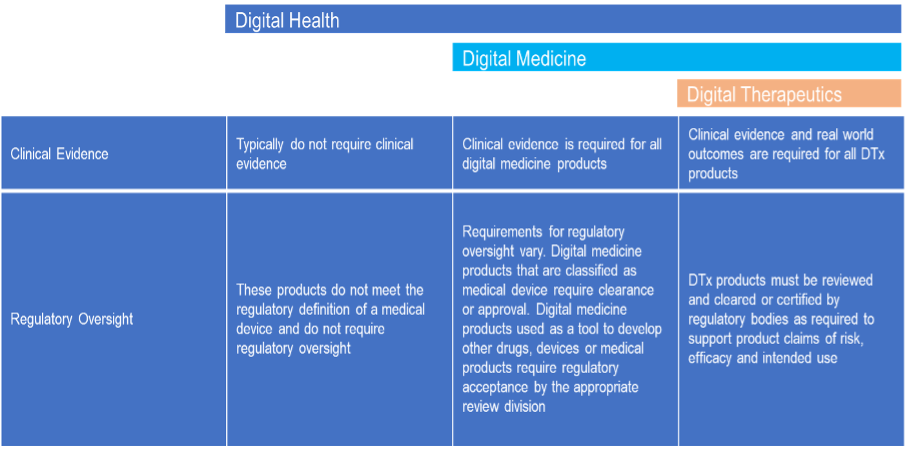 Digital Health
Digital Medicine
Digital Therapeutics
Clinical Evidence
Typically do not require clinical
evidence
Clinical evidence is required for all
digital medicine products
Clinical evidence and real world
outcomes are required for all DTx
products
Regulatory Oversight
These products do not meet the
regulatory definition of a medical
device and do not require
regulatory oversight
Requirements for regulatory
oversight vary. Digital medicine
products that are classified as
medical device require clearance
or approval. Digital medicine
products used as a tool to develop
other drugs, devices or medical
products require regulatory
acceptance by the appropriate
review division
DTx products must be reviewed
and cleared or certified by
regulatory bodies as required to
support product claims of risk,
efficacy and intended use